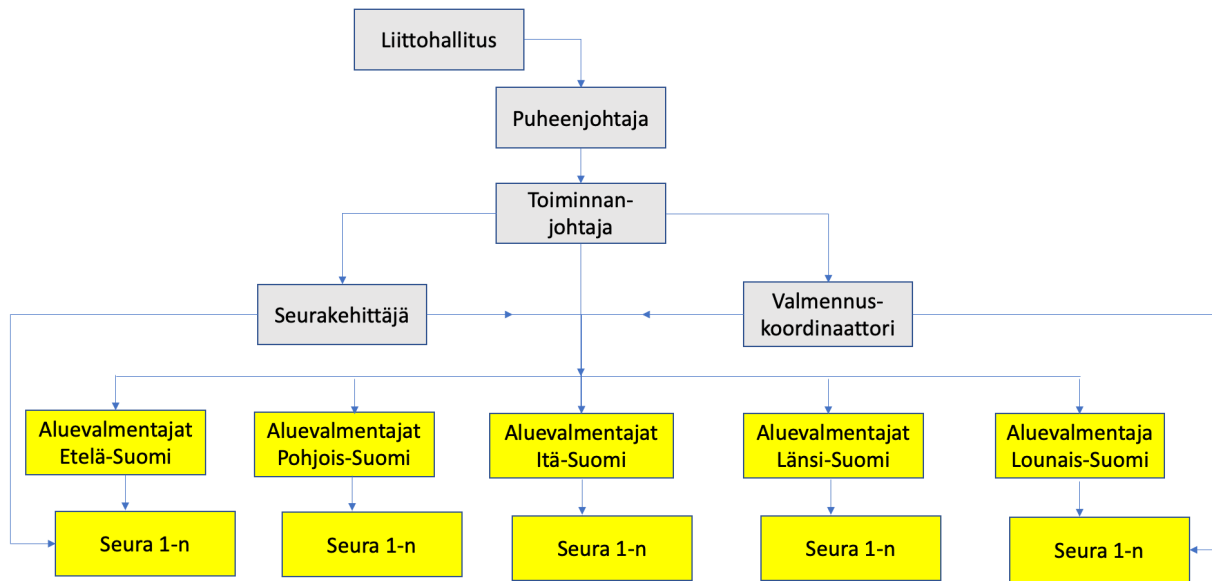 Liittohallitus
Puheenjohtaja
Toiminnan-
johtaja
Seurakehittäjä
Valmennus-
koordinaattori
Aluevalmentajat
Etelä-Suomi
Aluevalmentajat
Pohjois-Suomi
Aluevalmentajat
Itä-Suomi
Aluevalmentajat
Länsi-Suomi
Aluevalmentaja
Lounais-Suomi
Seura 1-n
Seura 1-n
Seura 1-n
Seura 1-n
Seura 1-n